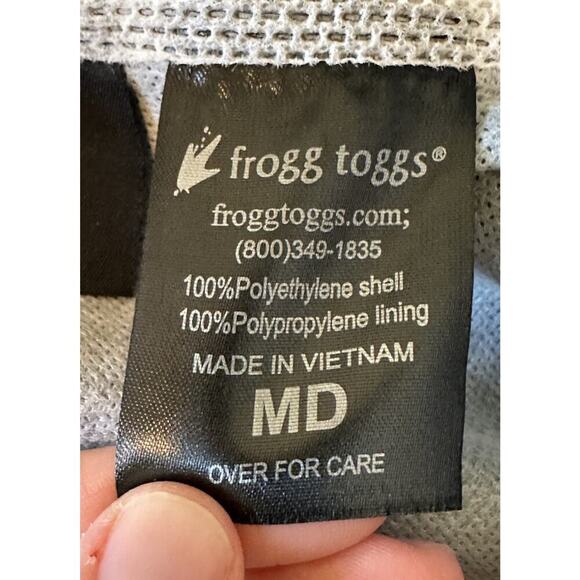 frogg toggs®
froggtoggs.com;
(800)349-1835
100%Polyethylene shell
100%Polypropylene lining
MADE IN VIETNAM
MD
OVER FOR CARE